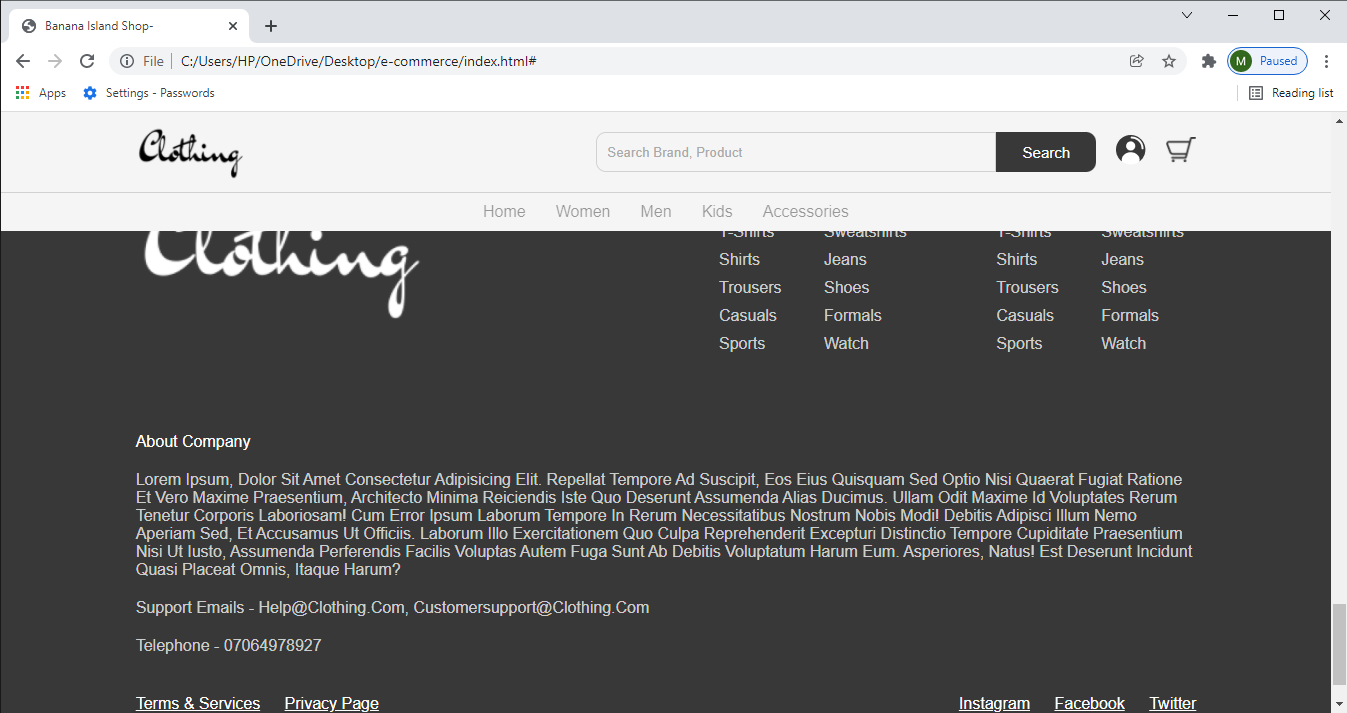 Banana Island Shop-
File C:/Users/HP/OneDrive/Desktop/e-commerce/index.html#
M Paused
Apps Settings - Passwords Reading list
Clothing
Search Brand, Product Search
Home Women Men Kids Accessories
Clothing
T-Shirts Sweatshirts T-Shirts Sweatshirts
Shirts Jeans Shirts Jeans
Trousers Shoes Trousers Shoes
Casuals Formals Casuals Formals
Sports Watch Sports Watch
About Company
Lorem Ipsum, Dolor Sit Amet Consectetur Adipisicing Elit. Repellat Tempore Ad Suscipit, Eos Eius Quisquam Sed Optio Nisi Quaerat Fugiat Ratione
Et Vero Maxime Praesentium, Architecto Minima Reiciendis Iste Quo Deserunt Assumenda Alias Ducimus. Ullam Odit Maxime Id Voluptates Rerum
Tenetur Corporis Laboriosam! Cum Error Ipsum Laborum Tempore In Rerum Necessitatibus Nostrum Nobis Modi! Debitis Adipisci Illum Nemo
Aperiam Sed, Et Accusamus Ut Officiis. Laborum Illo Exercitationem Quo Culpa Reprehenderit Excepturi Distinctio Tempore Cupiditate Praesentium
Nisi Ut Iusto, Assumenda Perferendis Facilis Voluptas Autem Fuga Sunt Ab Debitis Voluptatum Harum Eum. Asperiores, Natus! Est Deserunt Incidunt
Quasi Placeat Omnis, Itaque Harum?
Support Emails - Help@Clothing.Com, Customersupport@Clothing.Com
Telephone - 07064978927
Terms & Services Privacy Page Instagram Facebook Twitter